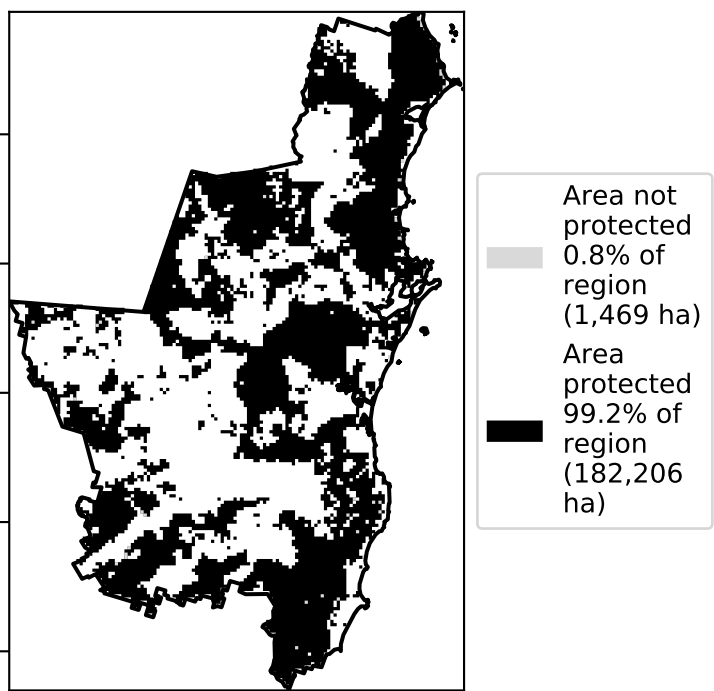 Area not
protected
0.8% of
region
(1,469 ha)
Area
protected
99.2% of
region
(182,206
ha)